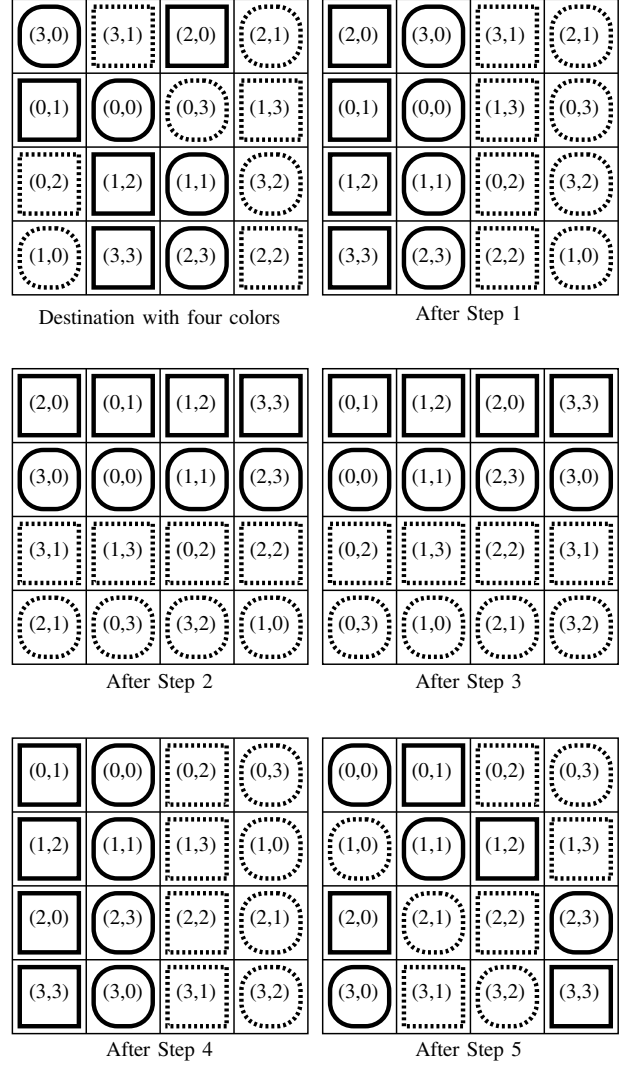 (3,0) (3,1) (2,0) (2,1)
(0,1) (0,0) (0,3) (1,3)
(0,2) (1,2) (1,1) (3,2)
(1,0) (3,3) (2,3) (2,2)
Destination with four colors
(2,0) (3,0) (3,1) (2,1)
(0,1) (0,0) (1,3) (0,3)
(1,2) (1,1) (0,2) (3,2)
(3,3) (2,3) (2,2) (1,0)
After Step 1
(2,0) (0,1) (1,2) (3,3)
(3,0) (0,0) (1,1) (2,3)
(3,1) (1,3) (0,2) (2,2)
(2,1) (0,3) (3,2) (1,0)
After Step 2
(0,1) (1,2) (2,0) (3,3)
(0,0) (1,1) (2,3) (3,0)
(0,2) (1,3) (2,2) (3,1)
(0,3) (1,0) (2,1) (3,2)
After Step 3
(0,1) (0,0) (0,2) (0,3)
(1,2) (1,1) (1,3) (1,0)
(2,0) (2,3) (2,2) (2,1)
(3,3) (3,0) (3,1) (3,2)
After Step 4
(0,0) (0,1) (0,2) (0,3)
(1,0) (1,1) (1,2) (1,3)
(2,0) (2,1) (2,2) (2,3)
(3,0) (3,1) (3,2) (3,3)
After Step 5